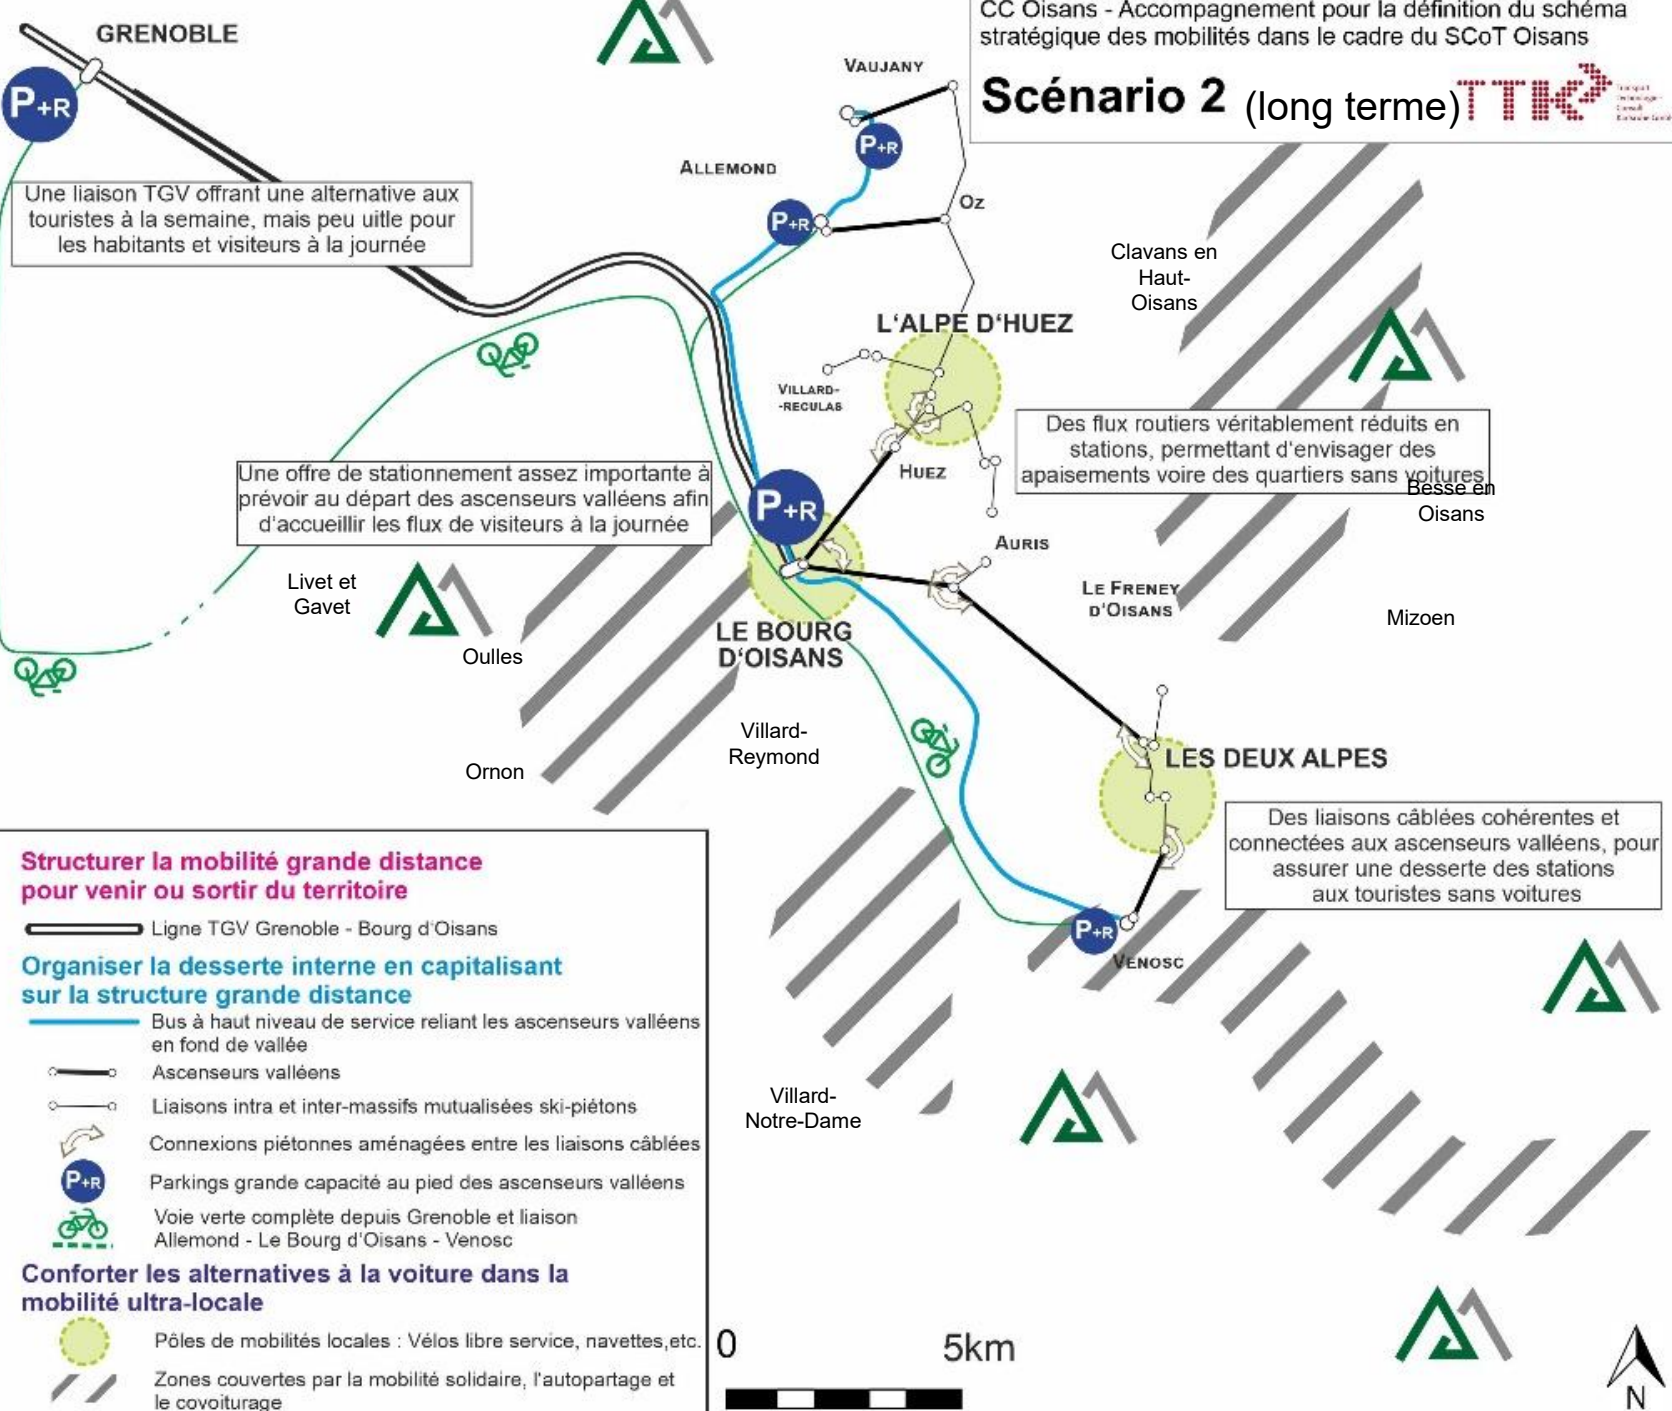 CC Oisans - Accompagnement pour la définition du schéma
stratégique des mobilités dans le cadre du SCoT Oisans
Scénario 2 (long terme)
TTK
GRENOBLE
P+R
Une liaison TGV offrant une alternative aux
touristes à la semaine, mais peu uitle pour
les habitants et visiteurs à la journée
VAUJANY
P+R
ALLEMOND
P+R
OZ
Clavans en
Haut-
Oisans
L'ALPE D'HUEZ
VILLARD-
-RECULAS
HUEZ
Des flux routiers véritablement réduits en
stations, permettant d'envisager des
apaisements voire des quartiers sans voitures
Besse en
Oisans
Une offre de stationnement assez importante à
prévoir au départ des ascenseurs valléens afin
d'accueillir les flux de visiteurs à la journée
P+R
AURIS
Livet et
Gavet
LE FRENEY
D'OISANS
Mizoen
LE BOURG
D'OISANS
Oulles
Villard-
Reymond
Ornon
LES DEUX ALPES
Des liaisons câblées cohérentes et
connectées aux ascenseurs valléens, pour
assurer une desserte des stations
aux touristes sans voitures
P+R
VENOSC
Villard-
Notre-Dame
Structurer la mobilité grande distance
pour venir ou sortir du territoire
Ligne TGV Grenoble - Bourg d'Oisans
Organiser la desserte interne en capitalisant
sur la structure grande distance
Bus à haut niveau de service reliant les ascenseurs valléens
en fond de vallée
Ascenseurs valléens
Liaisons intra et inter-massifs mutualisées ski-piétons
Connexions piétonnes aménagées entre les liaisons câblées
P+R
Parkings grande capacité au pied des ascenseurs valléens
Voie verte complète depuis Grenoble et liaison
Allemond - Le Bourg d'Oisans - Venosc
Conforter les alternatives à la voiture dans la
mobilité ultra-locale
Pôles de mobilités locales : Vélos libre service, navettes,etc.
Zones couvertes par la mobilité solidaire, l'autopartage et
le covoiturage
0 5km
N